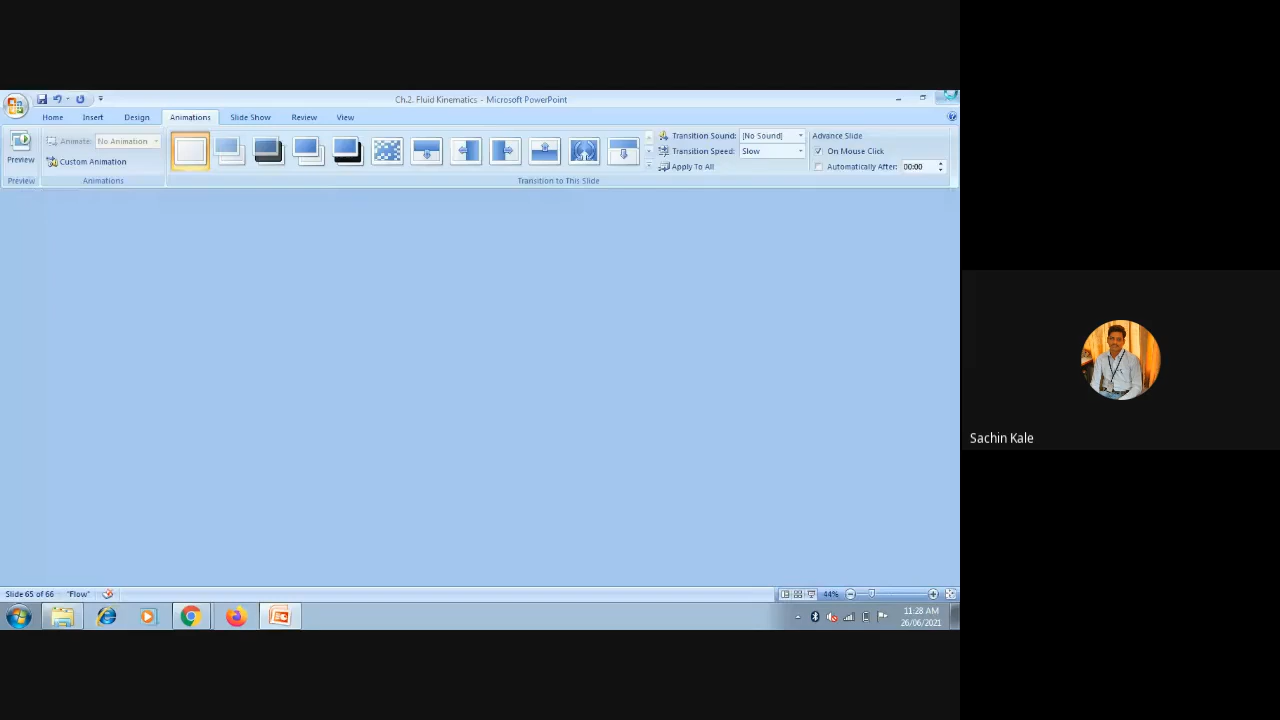 Ch.2. Fluid Kinematics - Microsoft PowerPoint
Home Insert Design Animations Slide Show Review View
Preview
Animate: No Animation
Custom Animation
Transition Sound: [No Sound]
Transition Speed: Slow
Apply To All
Advance Slide
On Mouse Click
Automatically After: 00:00
Preview Animations Transition to This Slide
Sachin Kale
Slide 65 of 66 "Flow" 44%
11:28 AM
26/06/2021